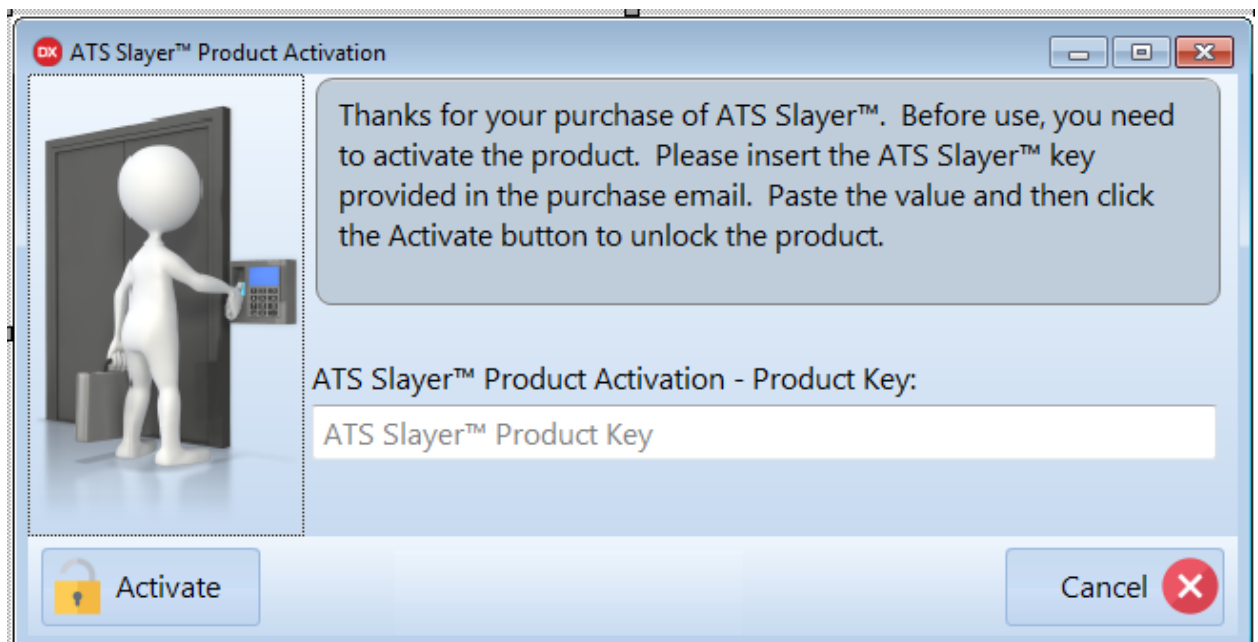 DX ATS Slayer™ Product Activation
Thanks for your purchase of ATS Slayer™.  Before use, you need
to activate the product.  Please insert the ATS Slayer™ key
provided in the purchase email.  Paste the value and then click
the Activate button to unlock the product.
ATS Slayer™ Product Activation - Product Key:
ATS Slayer™ Product Key
Activate
Cancel